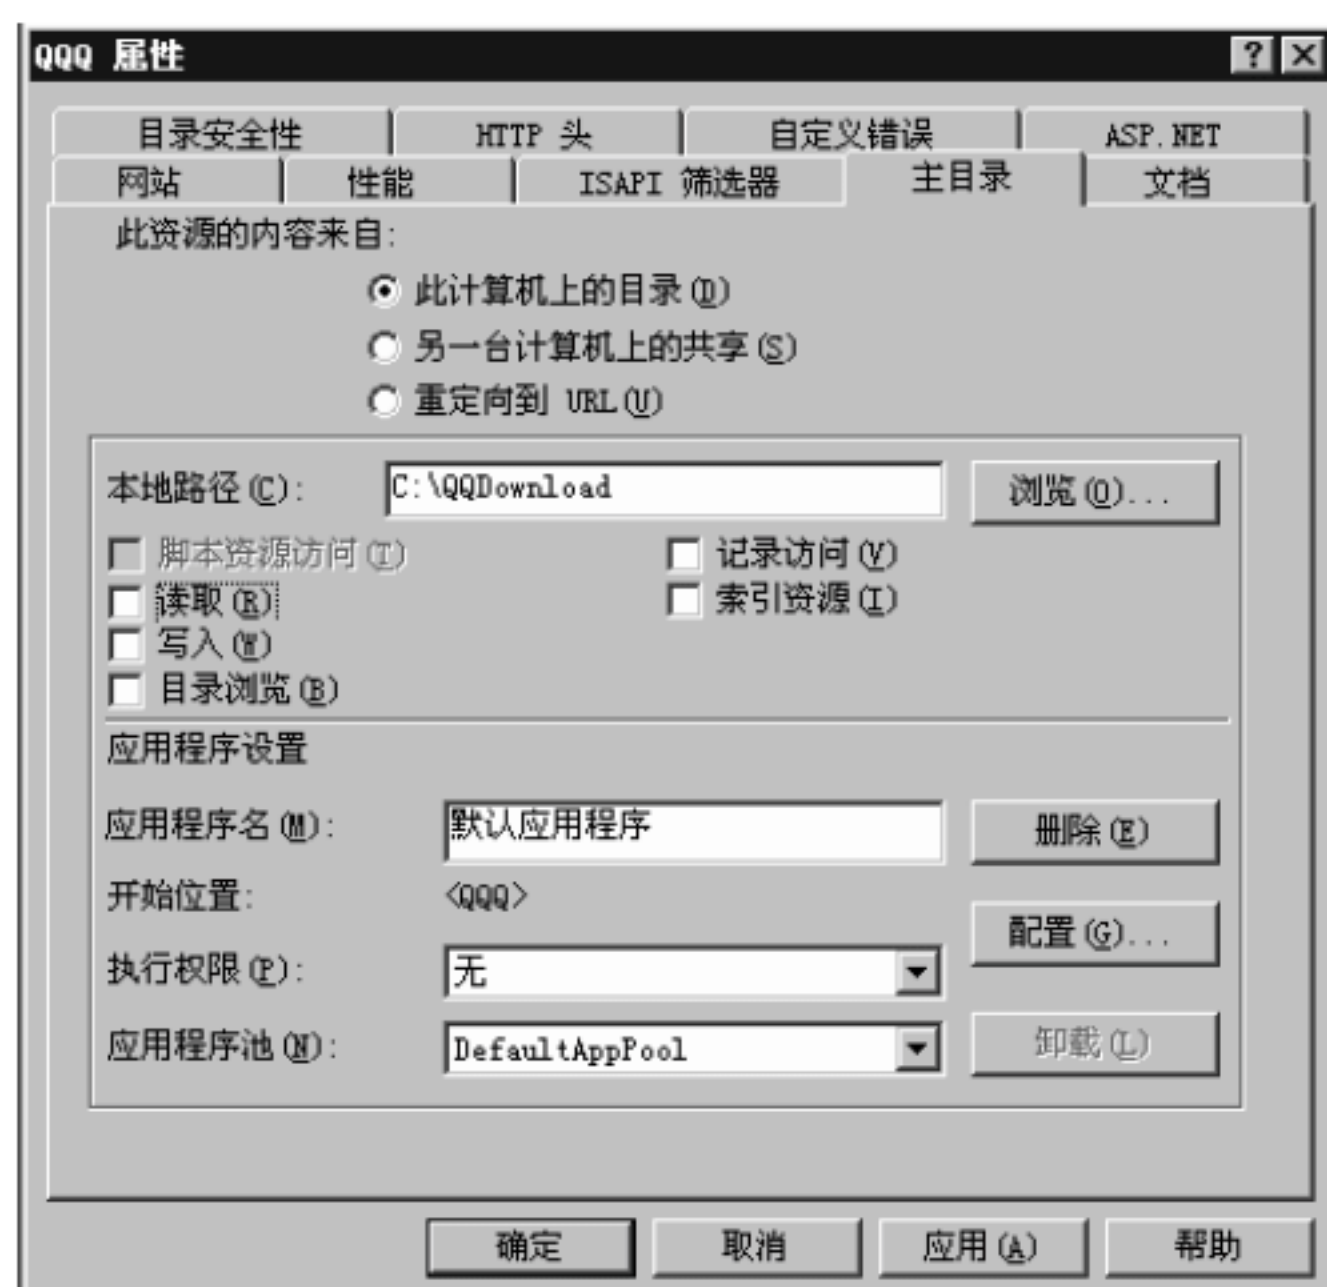 QQQ 属性
目录安全性 HTTP 头 自定义错误 ASP.NET
网站 性能 ISAPI 筛选器 主目录 文档
此资源的内容来自:
此计算机上的目录(D)
另一台计算机上的共享(S)
重定向到 URL(U)
本地路径(C): C:\QQDownload 浏览(O)...
脚本资源访问(T) 记录访问(V)
读取(R) 索引资源(I)
写入(W)
目录浏览(B)
应用程序设置
应用程序名(M): 默认应用程序 删除(E)
开始位置: <QQQ>
配置(G)...
执行权限(P): 无
应用程序池(N): DefaultAppPool 卸载(L)
确定 取消 应用(A) 帮助